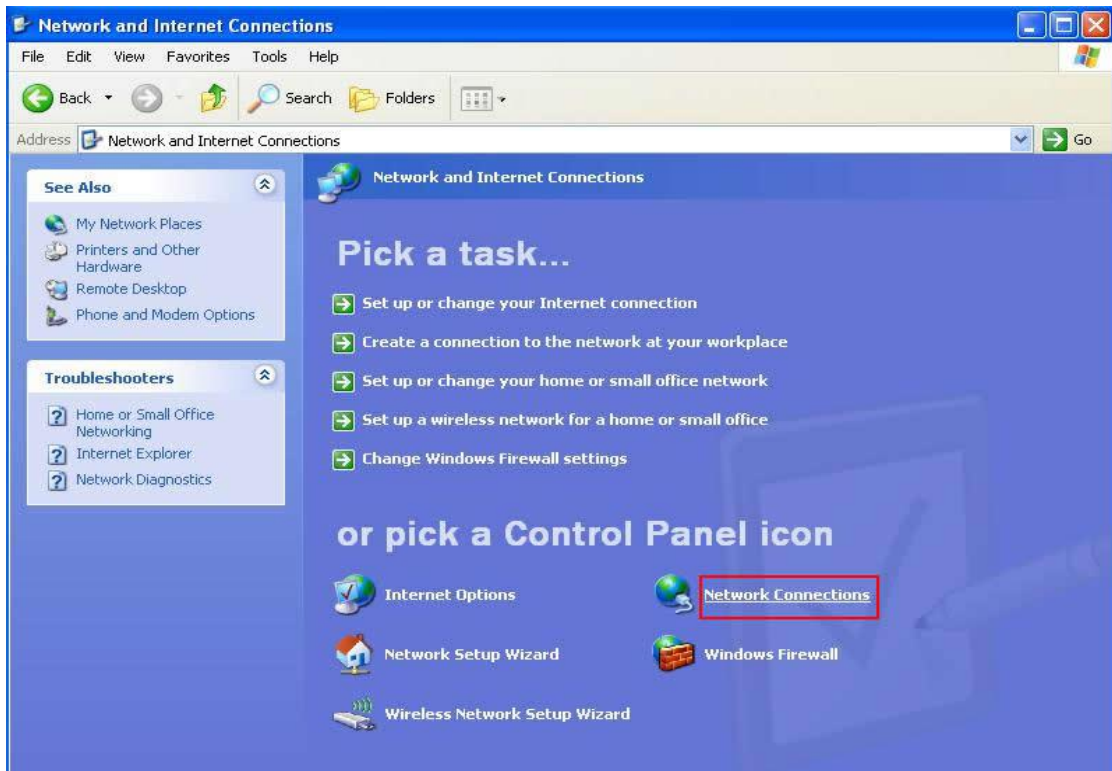 Network and Internet Connections
File Edit View Favorites Tools Help
Back Search Folders
Address Network and Internet Connections Go
See Also
My Network Places
Printers and Other
Hardware
Remote Desktop
Phone and Modem Options
Troubleshooters
? Home or Small Office
Networking
? Internet Explorer
? Network Diagnostics
Network and Internet Connections
Pick a task...
Set up or change your Internet connection
Create a connection to the network at your workplace
Set up or change your home or small office network
Set up a wireless network for a home or small office
Change Windows Firewall settings
or pick a Control Panel icon
Internet Options
Network Connections
Network Setup Wizard
Windows Firewall
Wireless Network Setup Wizard